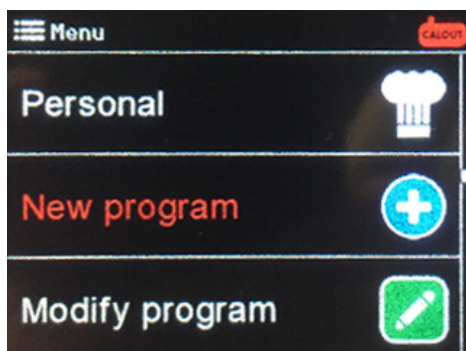 Menu
CALOUT
Personal
New program
Modify program